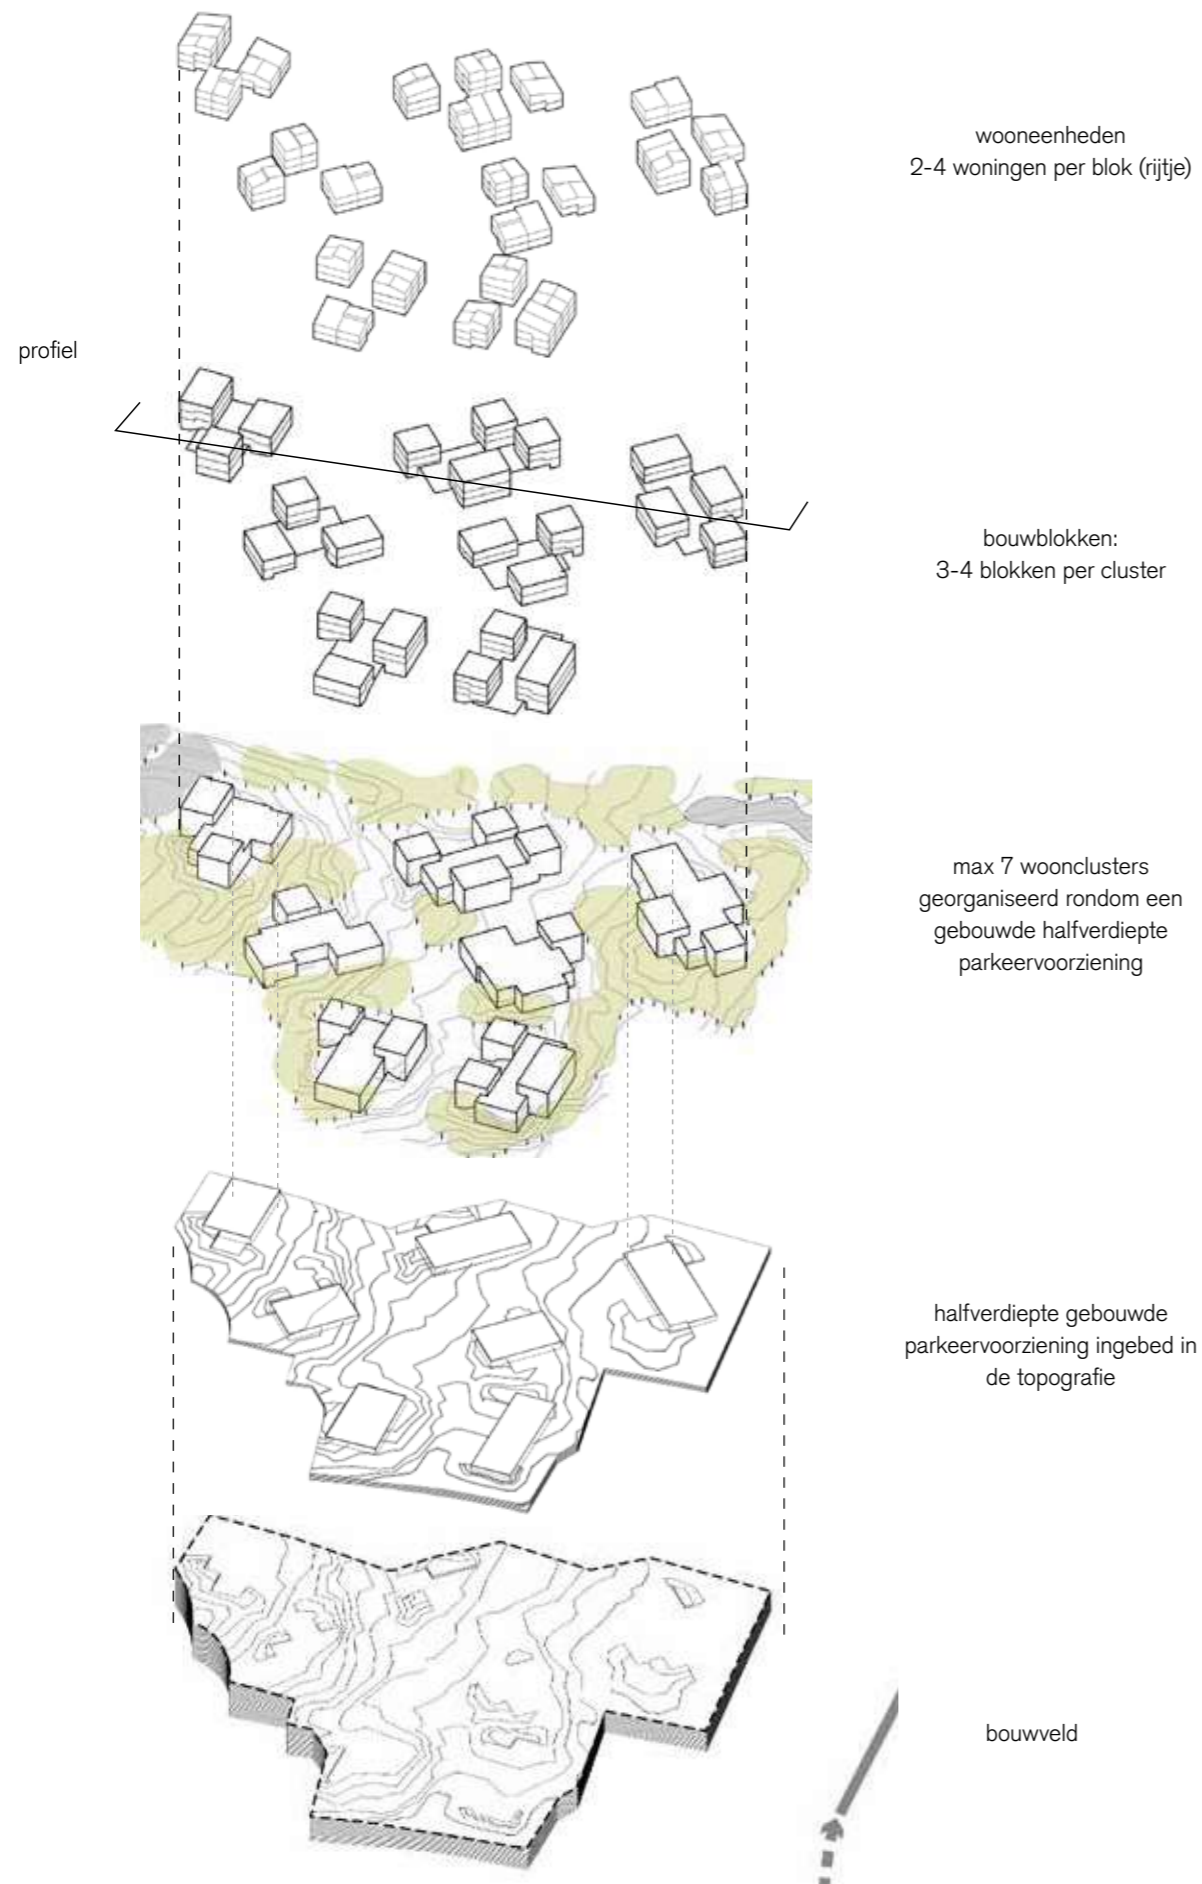 wooneenheden
2-4 woningen per blok (rijtje)
profiel
bouwblokken:
3-4 blokken per cluster
max 7 woonclusters
georganiseerd rondom een
gebouwde halfverdiepte
parkeervoorziening
halfverdiepte gebouwde
parkeervoorziening ingebed in
de topografie
bouwveld